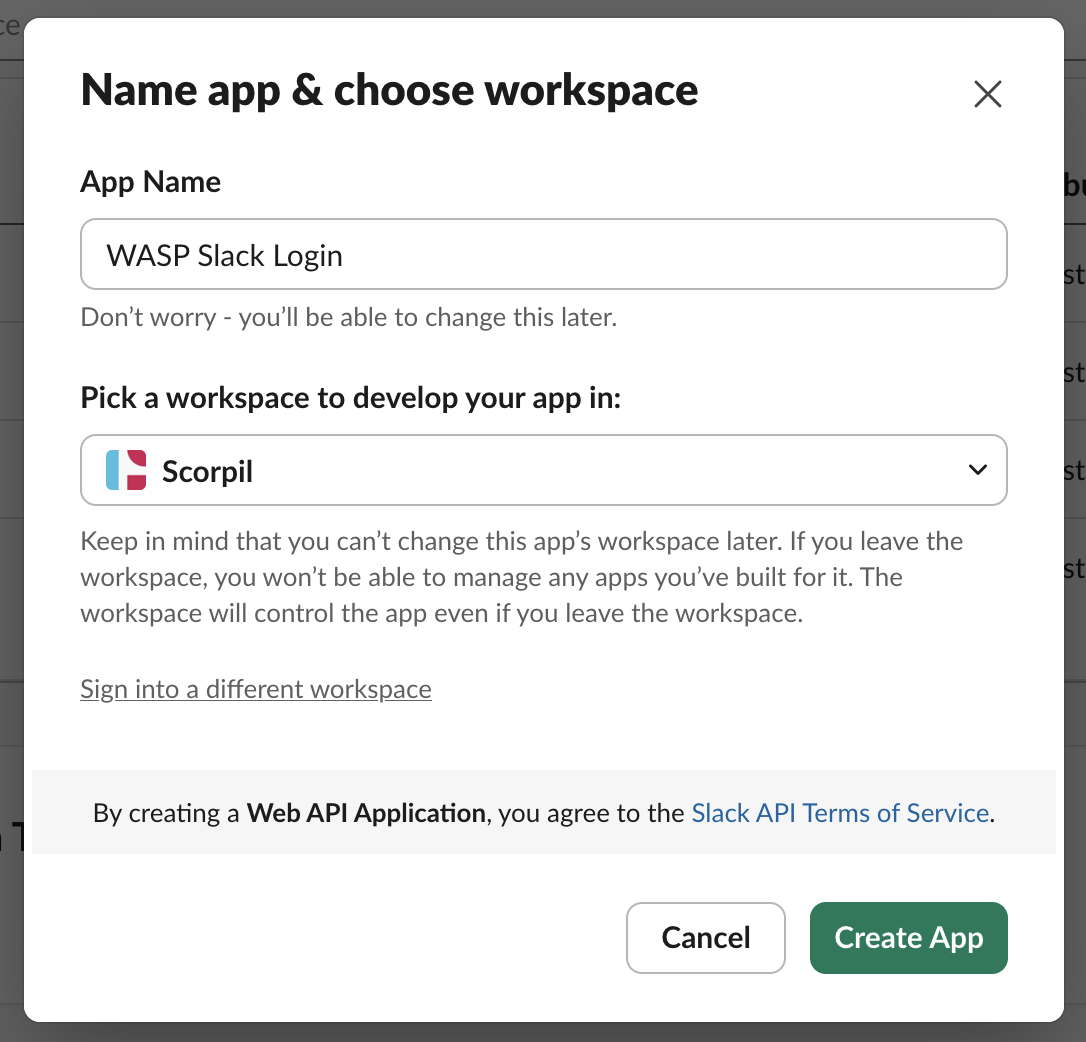 ce
Name app & choose workspace
App Name
WASP Slack Login
Don’t worry - you’ll be able to change this later.
Pick a workspace to develop your app in:
Scorpil
Keep in mind that you can’t change this app’s workspace later. If you leave the
workspace, you won’t be able to manage any apps you’ve built for it. The
workspace will control the app even if you leave the workspace.
Sign into a different workspace
By creating a Web API Application, you agree to the Slack API Terms of Service.
Cancel
Create App